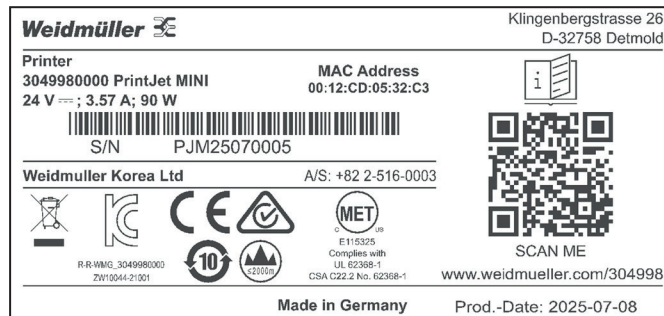 Weidmüller
Klingenbergstrasse 26
D-32758 Detmold
Printer
3049980000 PrintJet MINI
24 V ⎓ ; 3.57 A; 90 W
MAC Address
00:12:CD:05:32:C3
S/N PJM25070005
Weidmuller Korea Ltd
A/S: +82 2-516-0003
R-R-WMG_3049980000
ZW10044-21001
10
≤2000m
MET
C US
E115325
Complies with
UL 62368-1
CSA C22.2 No. 62368-1
i
SCAN ME
www.weidmueller.com/304998
Made in Germany
Prod.-Date: 2025-07-08